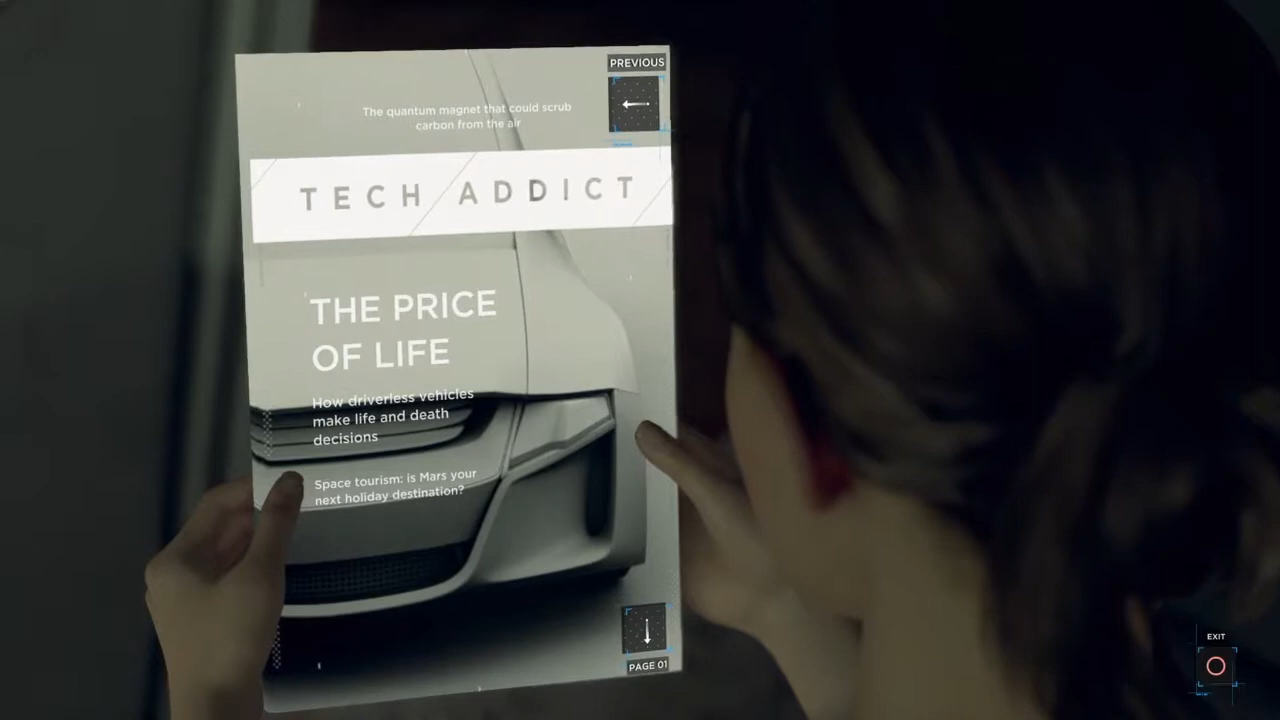 PREVIOUS
The quantum magnet that could scrub
carbon from the air
TECH ADDICT
THE PRICE
OF LIFE
How driverless vehicles
make life and death
decisions
Space tourism: is Mars your
next holiday destination?
PAGE 01
EXIT